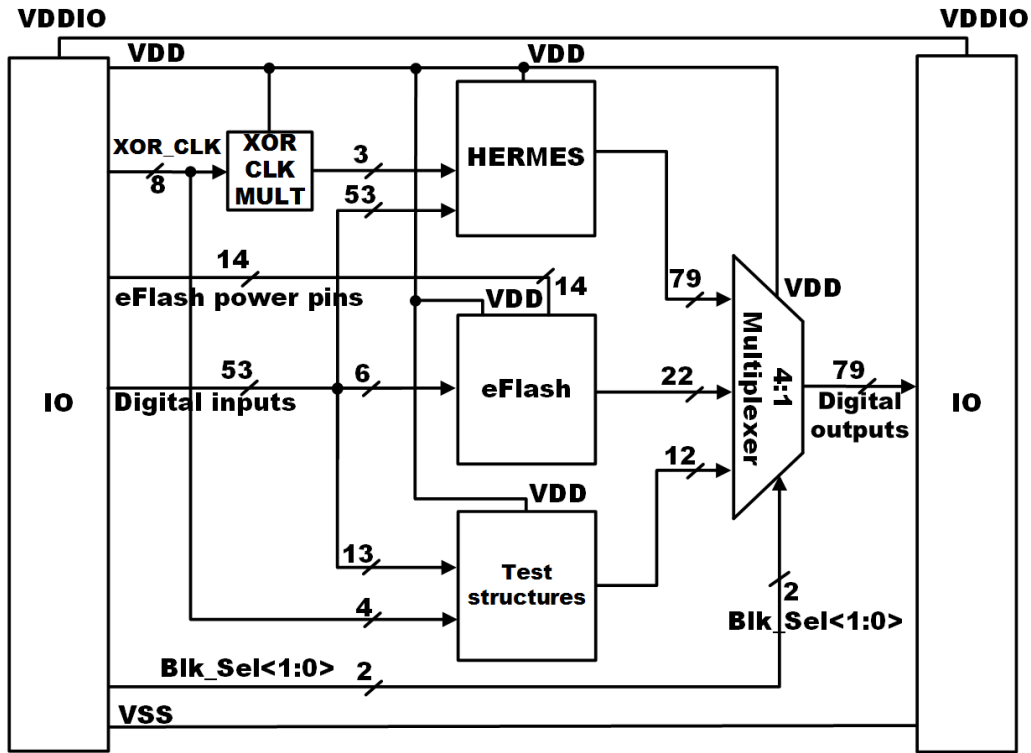 VDDIO
VDDIO
VDD
VDD
XOR_CLK
8
XOR
CLK
MULT
3
53
HERMES
14
eFlash power pins
14
VDD
79
VDD
53
Digital inputs
6
eFlash
22
4:1
Multiplexer
79
Digital
outputs
IO
IO
12
VDD
13
4
Test
structures
2
Blk_Sel<1:0>
Blk_Sel<1:0>
2
VSS